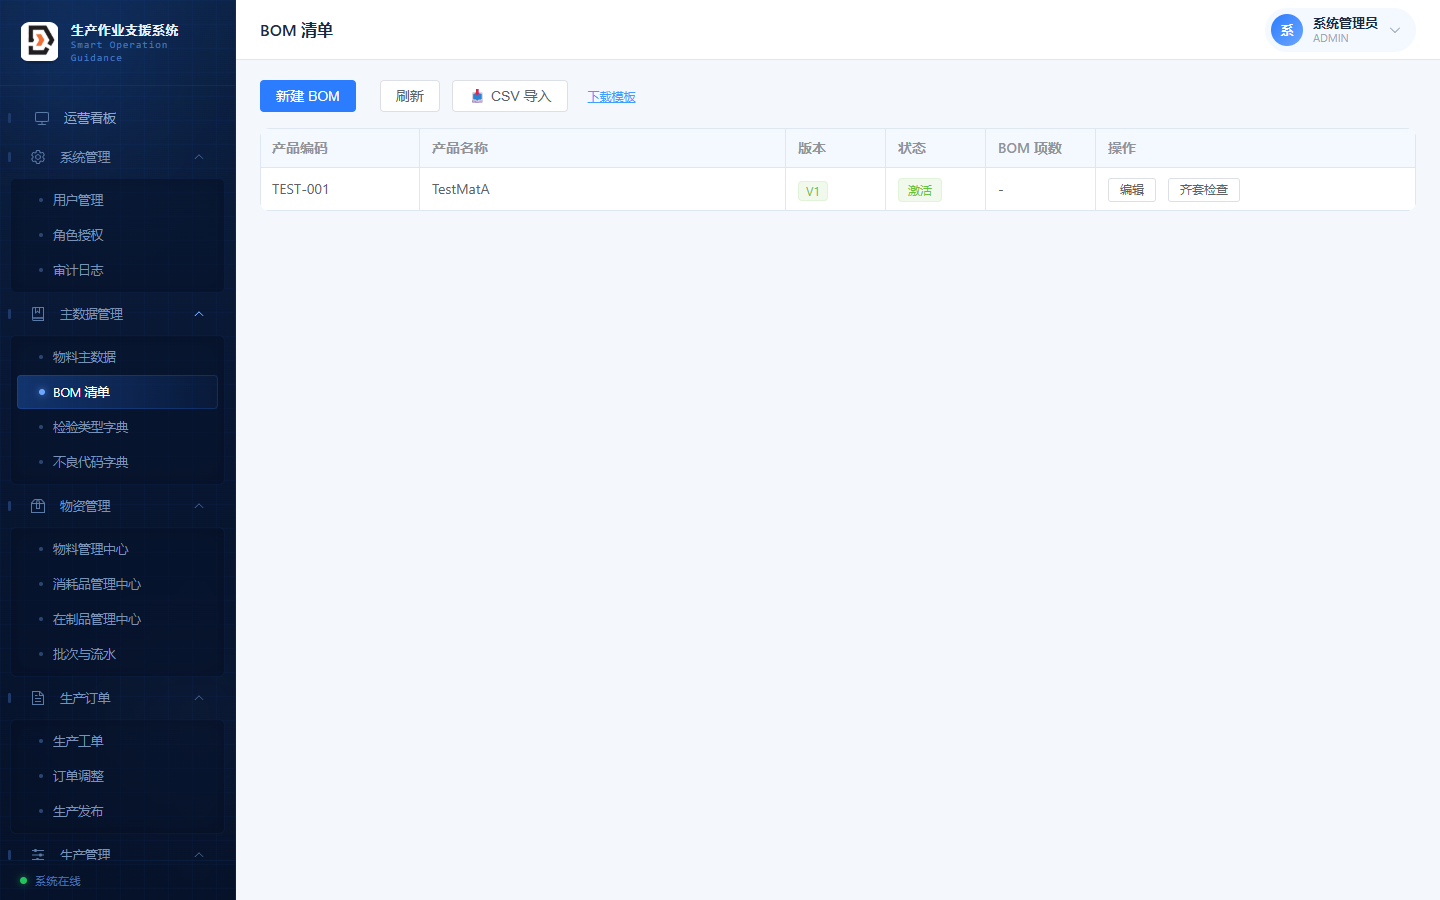 生产作业支援系统
Smart Operation
Guidance
运营看板
系统管理
用户管理
角色授权
审计日志
主数据管理
物料主数据
BOM 清单
检验类型字典
不良代码字典
物资管理
物料管理中心
消耗品管理中心
在制品管理中心
批次与流水
生产订单
生产工单
订单调整
生产发布
生产管理
系统在线
BOM 清单
系 系统管理员
ADMIN
新建 BOM 刷新 CSV 导入 下载模板
产品编码 产品名称 版本 状态 BOM 项数 操作
TEST-001 TestMatA V1 激活 - 编辑 齐套检查